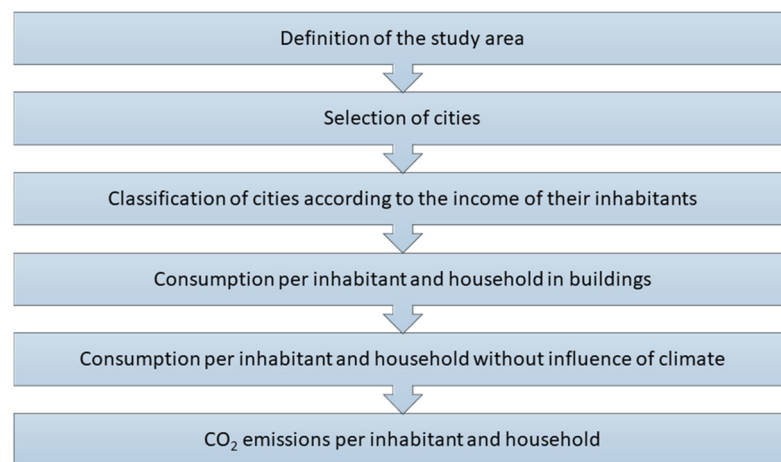 Definition of the study area
Selection of cities
Classification of cities according to the income of their inhabitants
Consumption per inhabitant and household in buildings
Consumption per inhabitant and household without influence of climate
CO₂ emissions per inhabitant and household